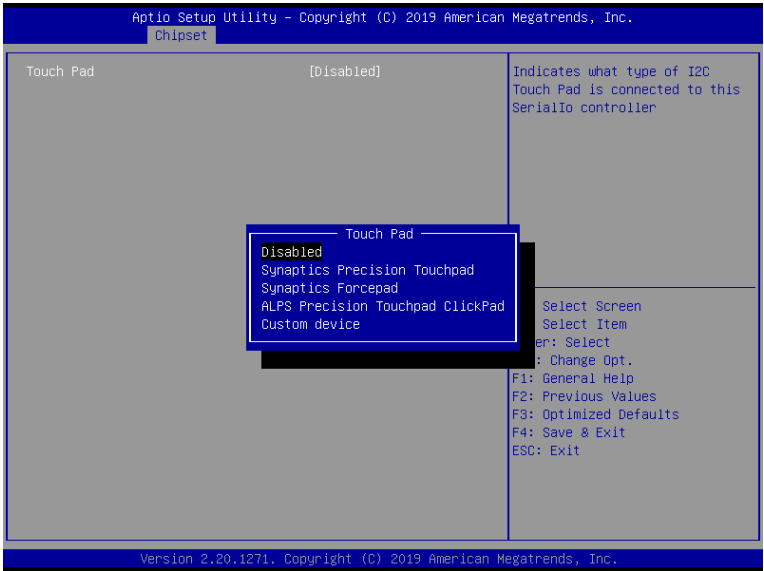 Aptio Setup Utility – Copyright (C) 2019 American Megatrends, Inc.
Chipset
Touch Pad [Disabled]
Indicates what type of I2C
Touch Pad is connected to this
SerialIo controller
Touch Pad
Disabled
Synaptics Precision Touchpad
Synaptics Forcepad
ALPS Precision Touchpad ClickPad
Custom device
Select Screen
Select Item
er: Select
: Change Opt.
F1: General Help
F2: Previous Values
F3: Optimized Defaults
F4: Save & Exit
ESC: Exit
Version 2.20.1271. Copyright (C) 2019 American Megatrends, Inc.